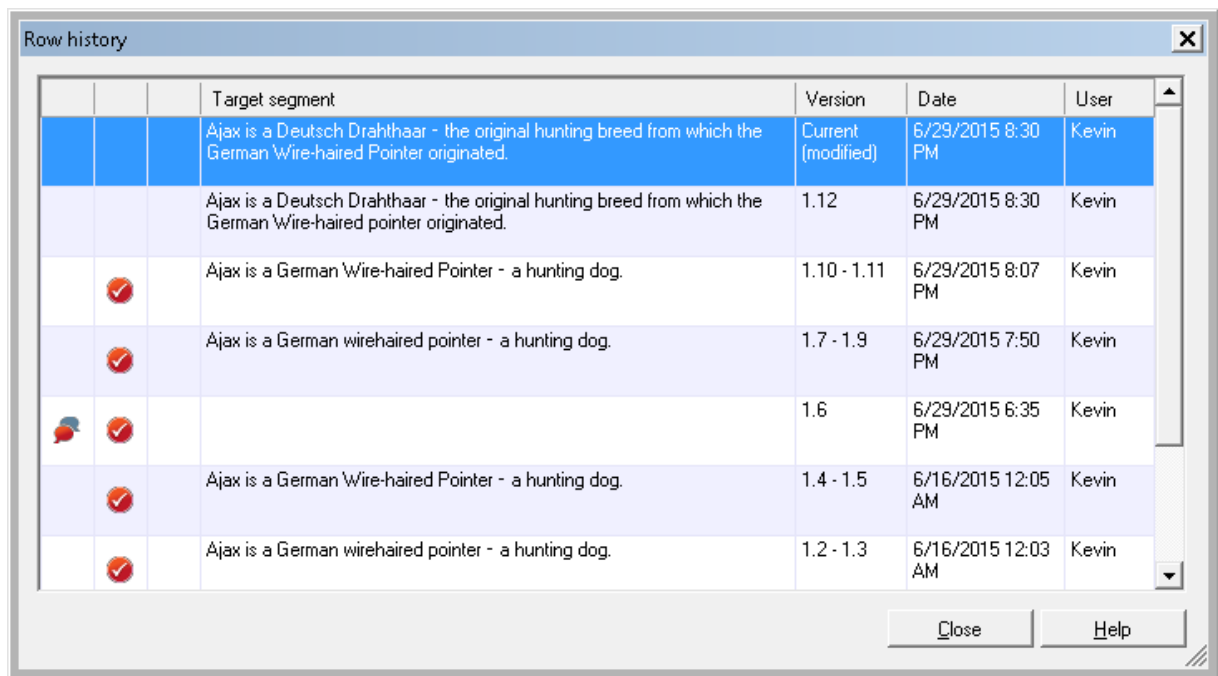 Row history
Target segment Version Date User
Ajax is a Deutsch Drahthaar - the original hunting breed from which the Current 6/29/2015 8:30 Kevin
German Wire-haired Pointer originated. (modified) PM
Ajax is a Deutsch Drahthaar - the original hunting breed from which the 1.12 6/29/2015 8:30 Kevin
German Wire-haired pointer originated. PM
Ajax is a German Wire-haired Pointer - a hunting dog. 1.10 - 1.11 6/29/2015 8:07 Kevin
PM
Ajax is a German wirehaired pointer - a hunting dog. 1.7 - 1.9 6/29/2015 7:50 Kevin
PM
1.6 6/29/2015 6:35 Kevin
PM
Ajax is a German Wire-haired Pointer - a hunting dog. 1.4 - 1.5 6/16/2015 12:05 Kevin
AM
Ajax is a German wirehaired pointer - a hunting dog. 1.2 - 1.3 6/16/2015 12:03 Kevin
AM
Close Help